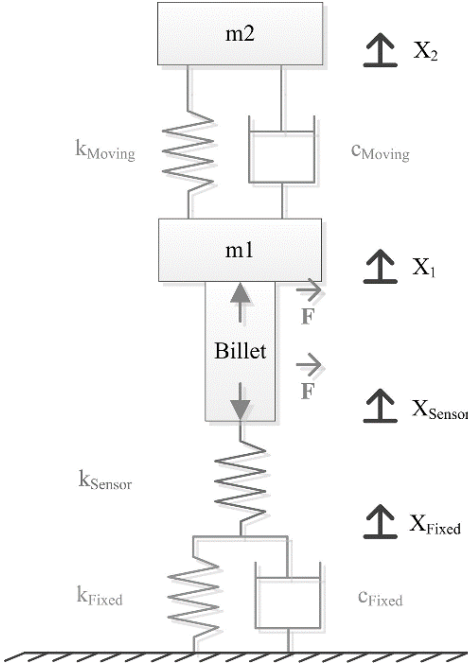 m2
X2
kMoving
cMoving
m1
X1
F
Billet
F
XSensor
kSensor
XFixed
kFixed
cFixed